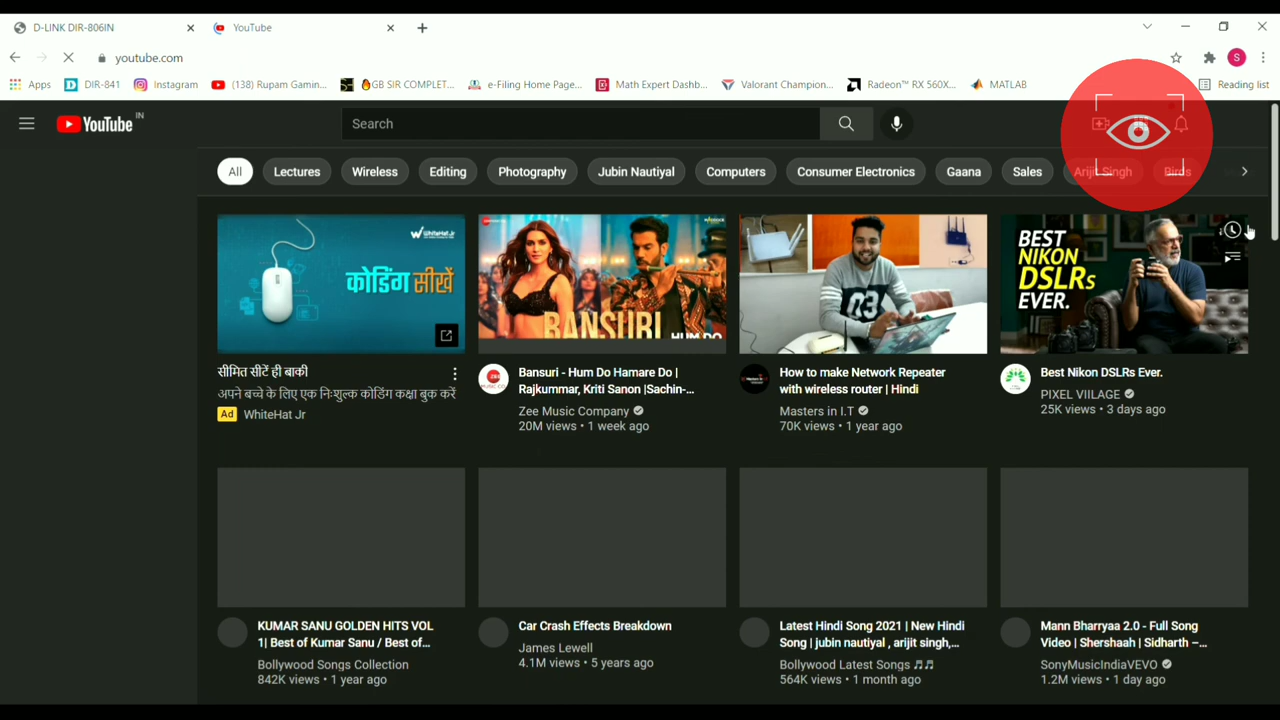 D-LINK DIR-806IN
YouTube
youtube.com
S
Apps
DIR-841
Instagram
(138) Rupam Gamin...
GB SIR COMPLET...
e-Filing Home Page...
Math Expert Dashb...
Valorant Champion...
Radeon™ RX 560X...
MATLAB
Reading list
YouTube IN
Search
All
Lectures
Wireless
Editing
Photography
Jubin Nautiyal
Computers
Consumer Electronics
Gaana
Sales
Arijit Singh
Birds
WHiTEHAT Jr
कोडिंग सीखें
BANSURI
HUM DO
03
BEST
NIKON
DSLRs
EVER.
सीमित सीटें ही बाकी
अपने बच्चे के लिए एक निःशुल्क कोडिंग कक्षा बुक करें
Ad WhiteHat Jr
Bansuri - Hum Do Hamare Do |
Rajkummar, Kriti Sanon |Sachin-...
Zee Music Company
20M views • 1 week ago
How to make Network Repeater
with wireless router | Hindi
Masters in I.T
70K views • 1 year ago
Best Nikon DSLRs Ever.
PIXEL VIILAGE
25K views • 3 days ago
KUMAR SANU GOLDEN HITS VOL
1| Best of Kumar Sanu / Best of...
Bollywood Songs Collection
842K views • 1 year ago
Car Crash Effects Breakdown
James Lewell
4.1M views • 5 years ago
Latest Hindi Song 2021 | New Hindi
Song | jubin nautiyal , arijit singh,...
Bollywood Latest Songs 🎵🎵
564K views • 1 month ago
Mann Bharryaa 2.0 - Full Song
Video | Shershaah | Sidharth –...
SonyMusicIndiaVEVO
1.2M views • 1 day ago